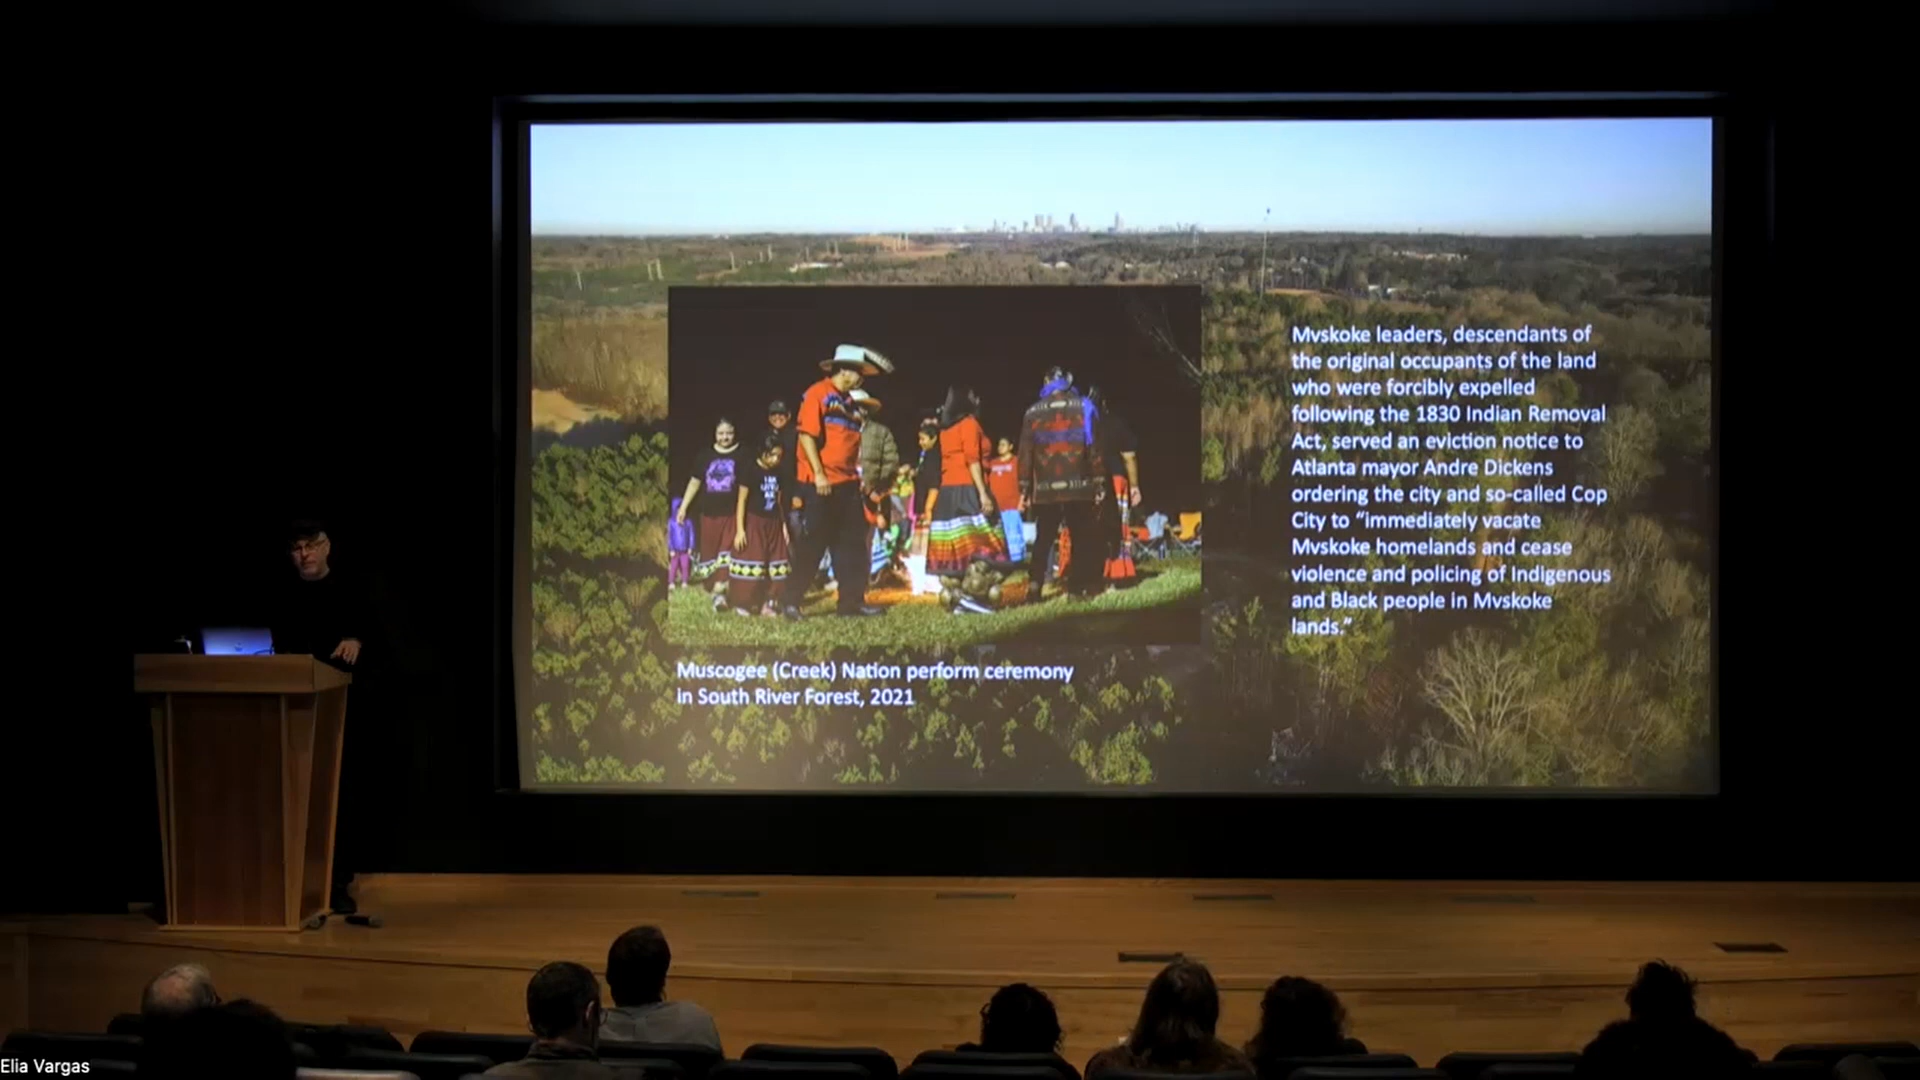 Mvskoke leaders, descendants of
the original occupants of the land
who were forcibly expelled
following the 1830 Indian Removal
Act, served an eviction notice to
Atlanta mayor Andre Dickens
ordering the city and so-called Cop
City to “immediately vacate
Mvskoke homelands and cease
violence and policing of Indigenous
and Black people in Mvskoke
lands.”
Muscogee (Creek) Nation perform ceremony
in South River Forest, 2021
Elia Vargas